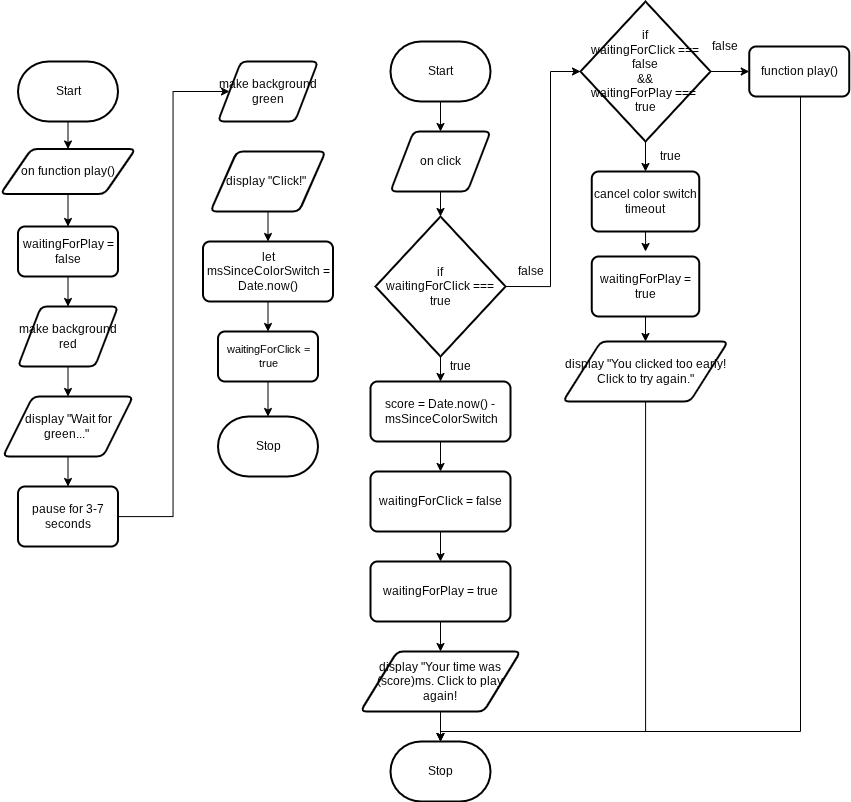 Start
on function play()
waitingForPlay =
false
make background
red
display "Wait for
green..."
pause for 3-7
seconds
make background
green
display "Click!"
let
msSinceColorSwitch =
Date.now()
waitingForClick =
true
Stop
Start
on click
if
waitingForClick ===
true
false
true
score = Date.now() -
msSinceColorSwitch
waitingForClick = false
waitingForPlay = true
display "Your time was
(score)ms. Click to play
again!
Stop
if
waitingForClick ===
false
&&
waitingForPlay ===
true
false
function play()
true
cancel color switch
timeout
waitingForPlay =
true
display "You clicked too early!
Click to try again."